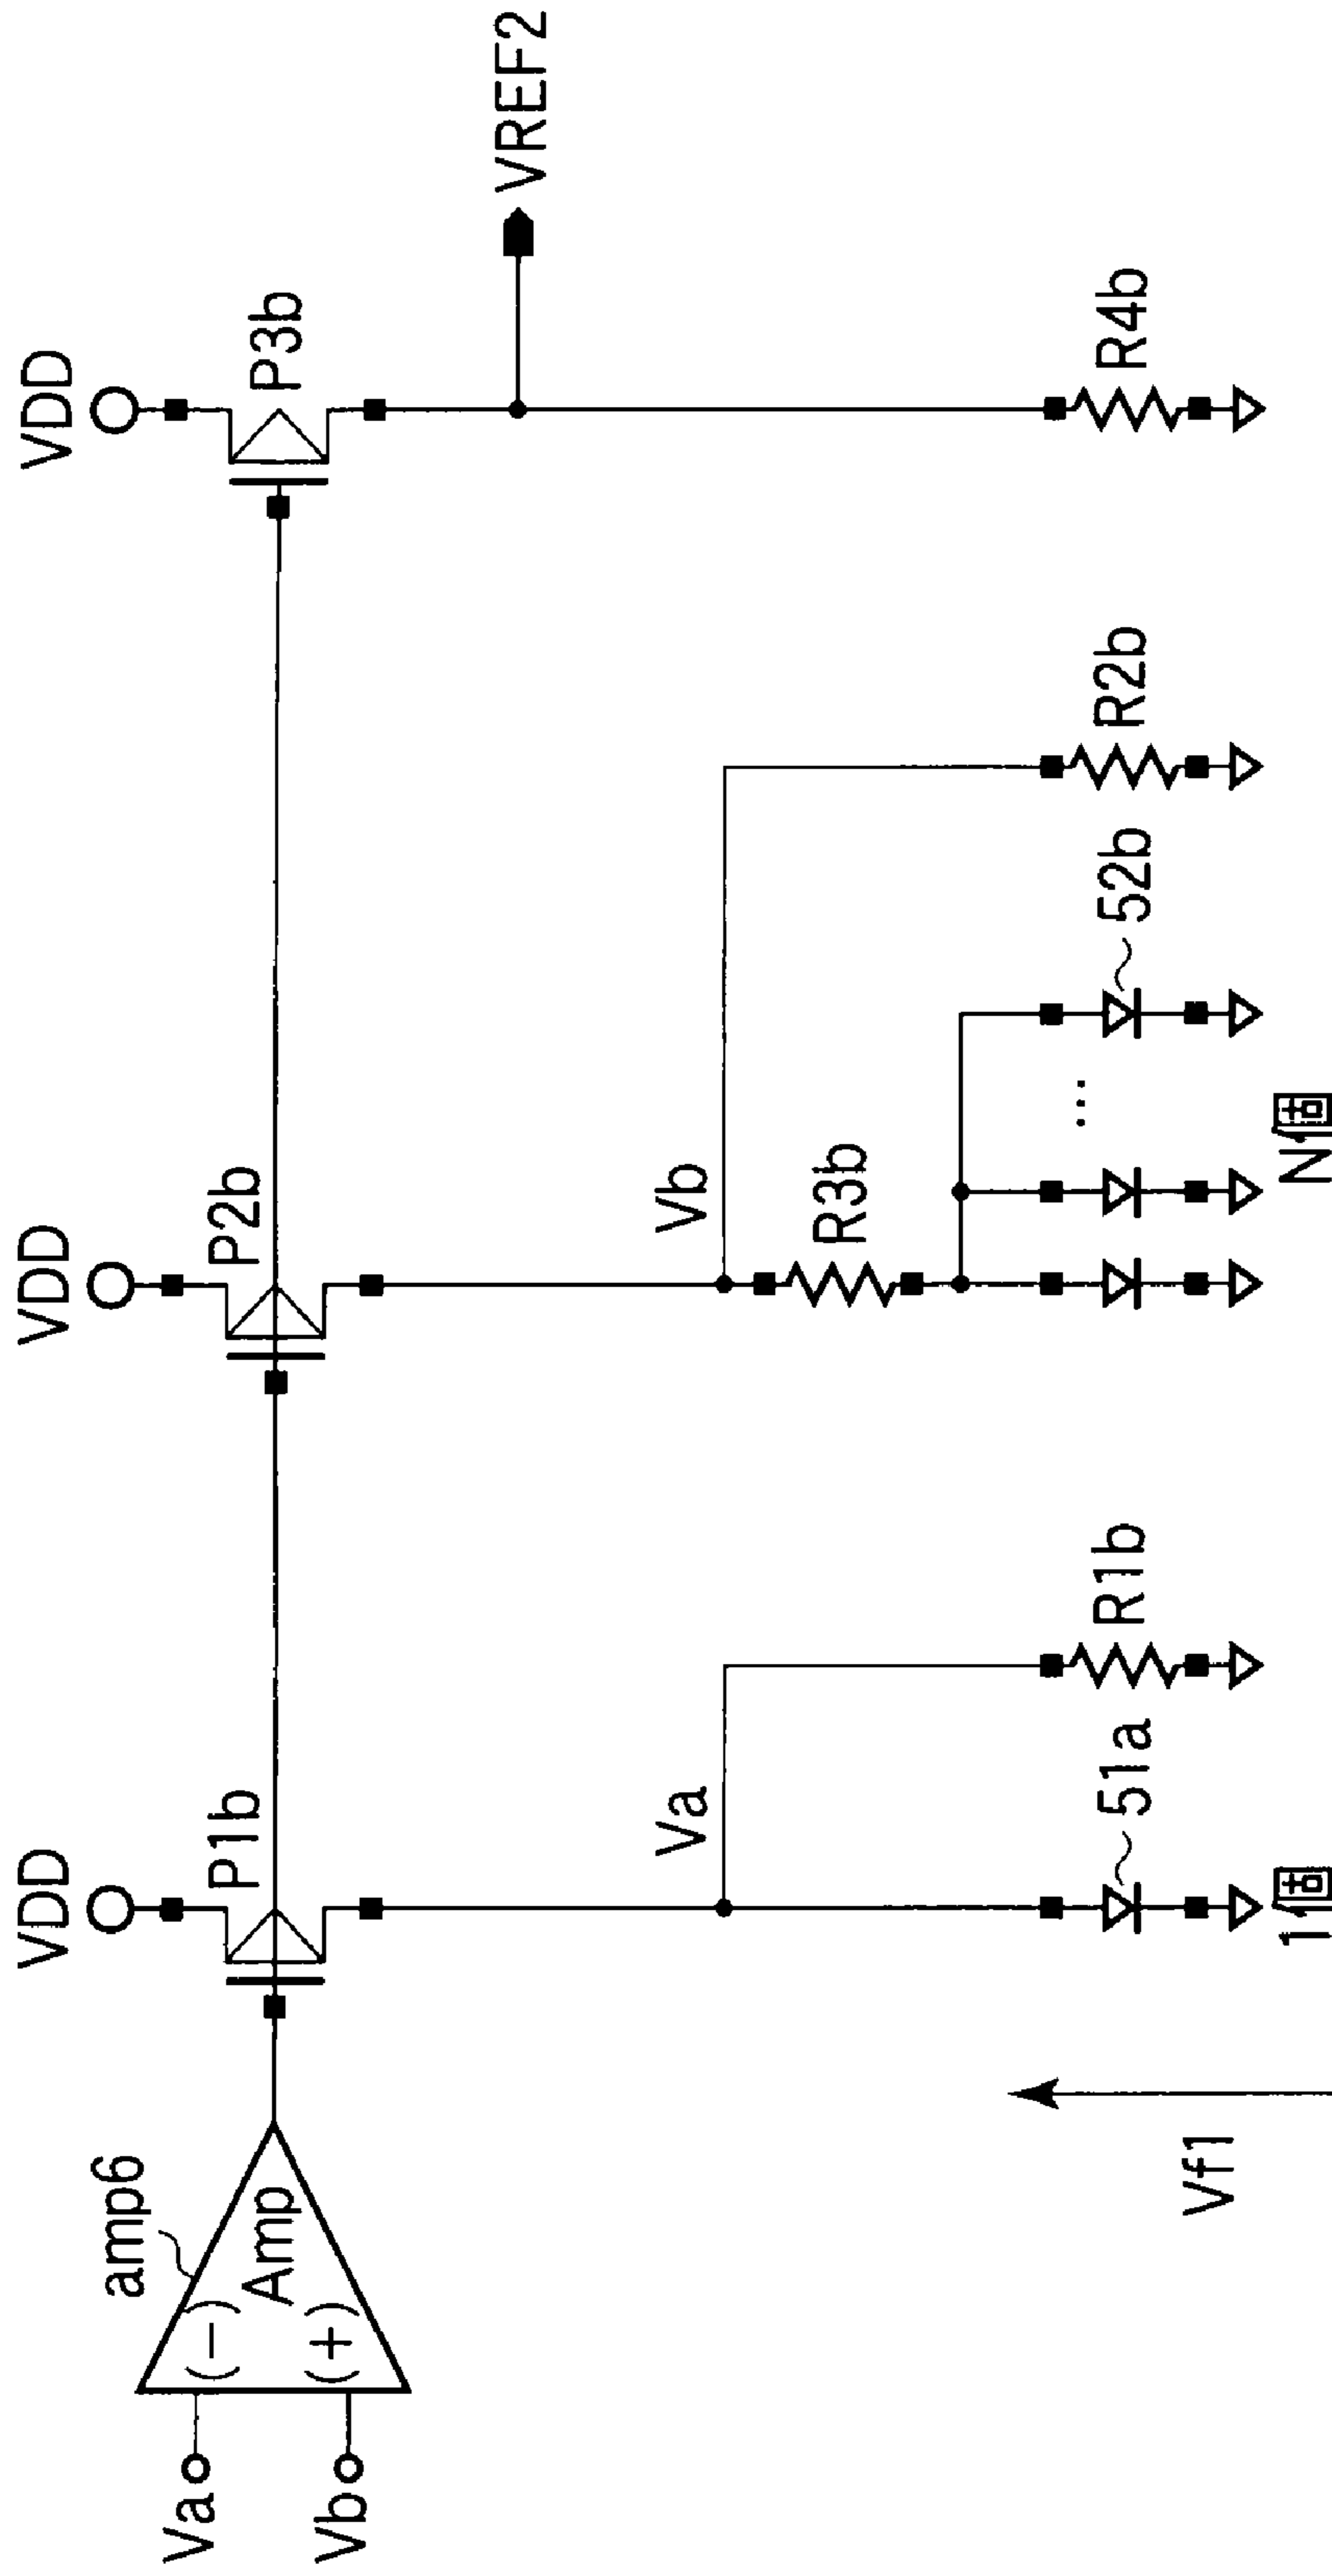 VDD
VDD
VDD
amp6
P1b
P2b
P3b
Va
(-)
Amp
(+)
Vb
VREF2
Va
Vb
R3b
Vf1
51a
R1b
52b
R2b
R4b
...
1個
N個